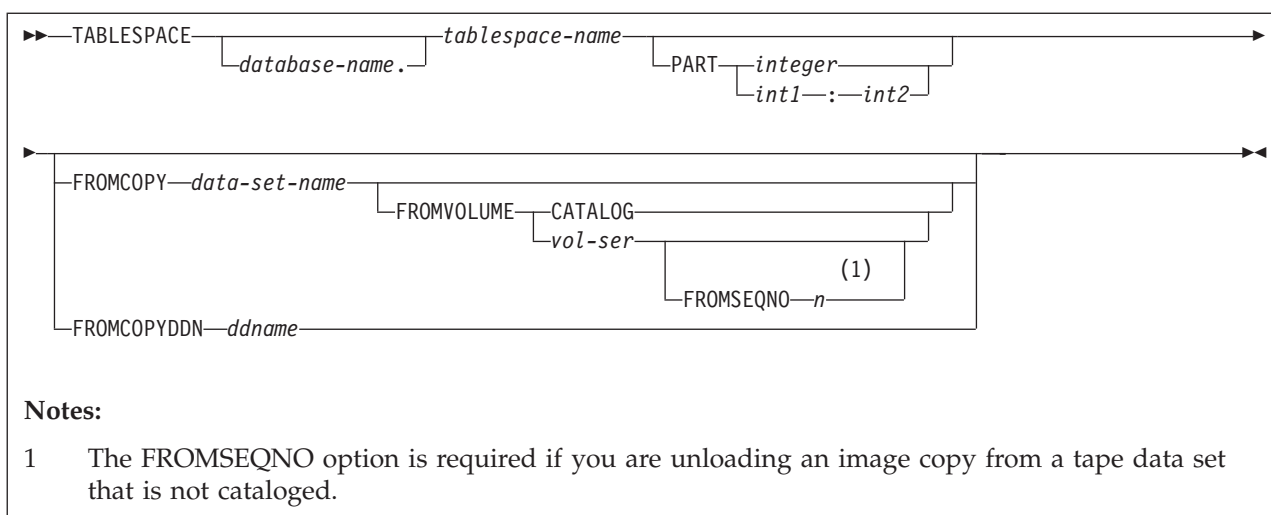 TABLESPACE tablespace-name
database-name. PART integer
int1 : int2
FROMCOPY data-set-name
FROMVOLUME CATALOG
vol-ser
(1)
FROMSEQNO n
FROMCOPYDDN ddname
Notes:
1 The FROMSEQNO option is required if you are unloading an image copy from a tape data set
that is not cataloged.